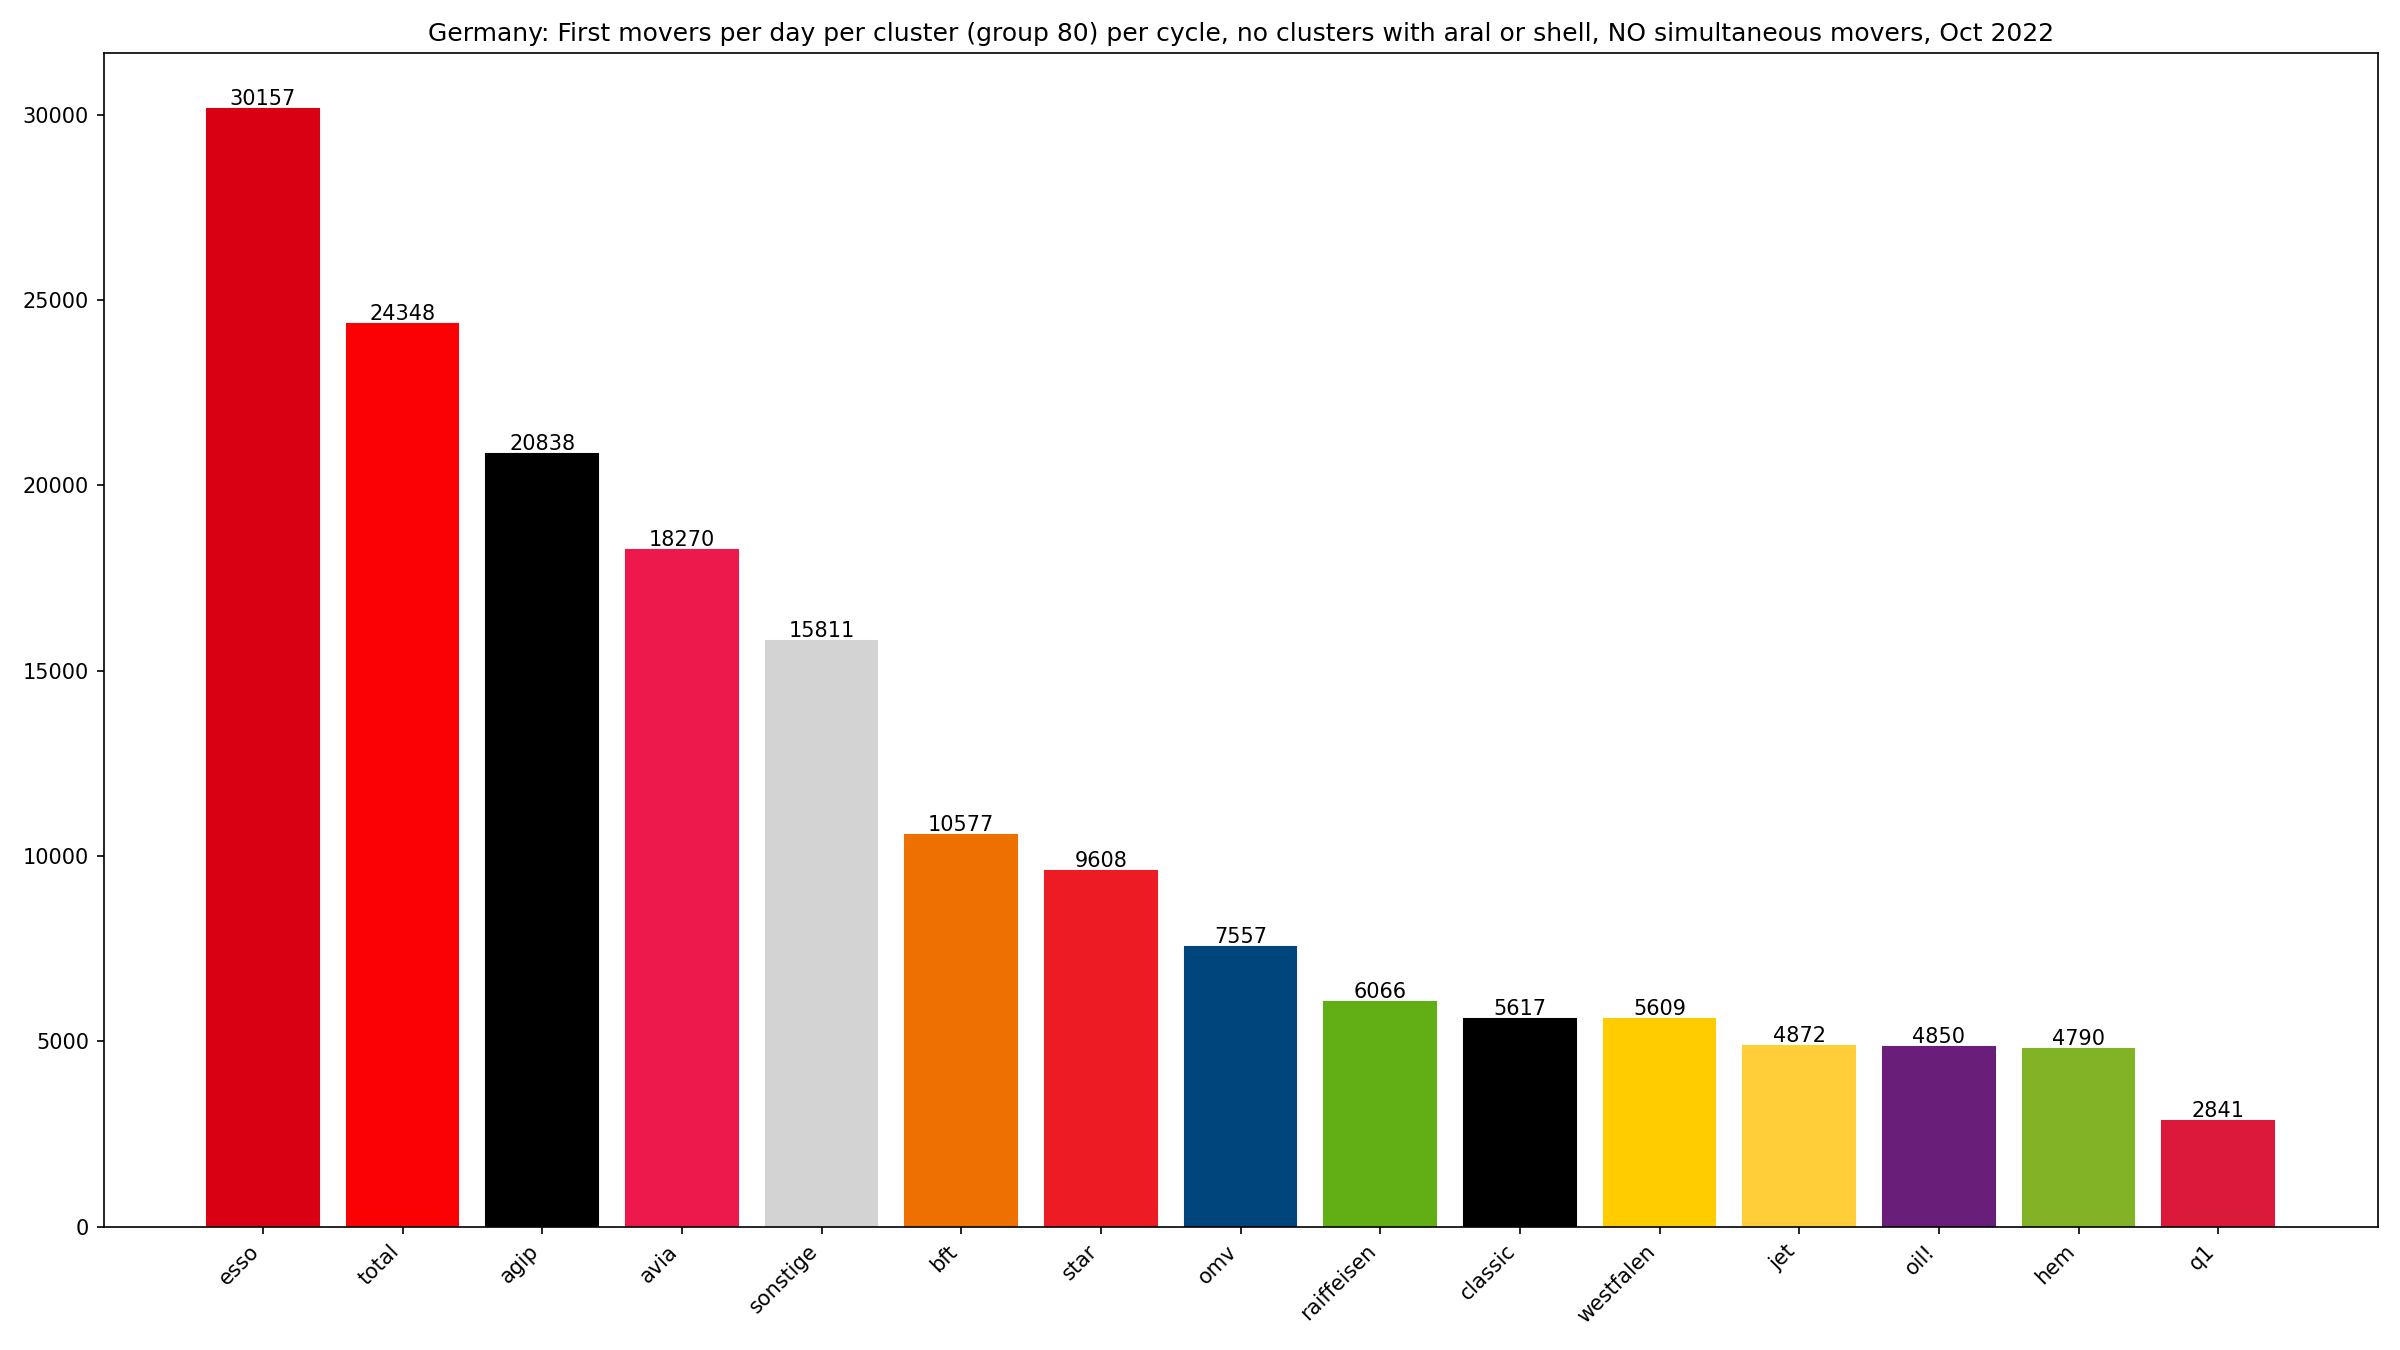 Germany: First movers per day per cluster (group 80) per cycle, no clusters with aral or shell, NO simultaneous movers, Oct 2022
30000
25000
20000
15000
10000
5000
0
30157
24348
20838
18270
15811
10577
9608
7557
6066
5617
5609
4872
4850
4790
2841
esso
total
agip
avia
sonstige
bft
star
omv
raiffeisen
classic
westfalen
jet
oil!
hem
q1